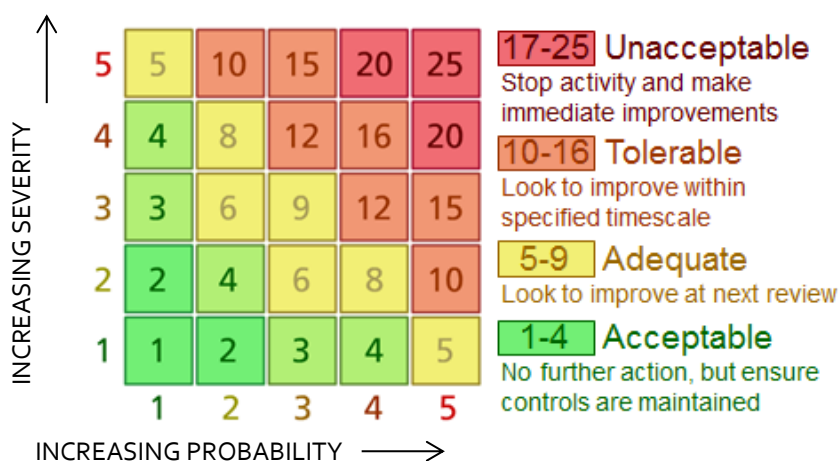 INCREASING SEVERITY
5 5 10 15 20 25
4 4 8 12 16 20
3 3 6 9 12 15
2 2 4 6 8 10
1 1 2 3 4 5
1 2 3 4 5
INCREASING PROBABILITY
17-25 Unacceptable
Stop activity and make
immediate improvements
10-16 Tolerable
Look to improve within
specified timescale
5-9 Adequate
Look to improve at next review
1-4 Acceptable
No further action, but ensure
controls are maintained